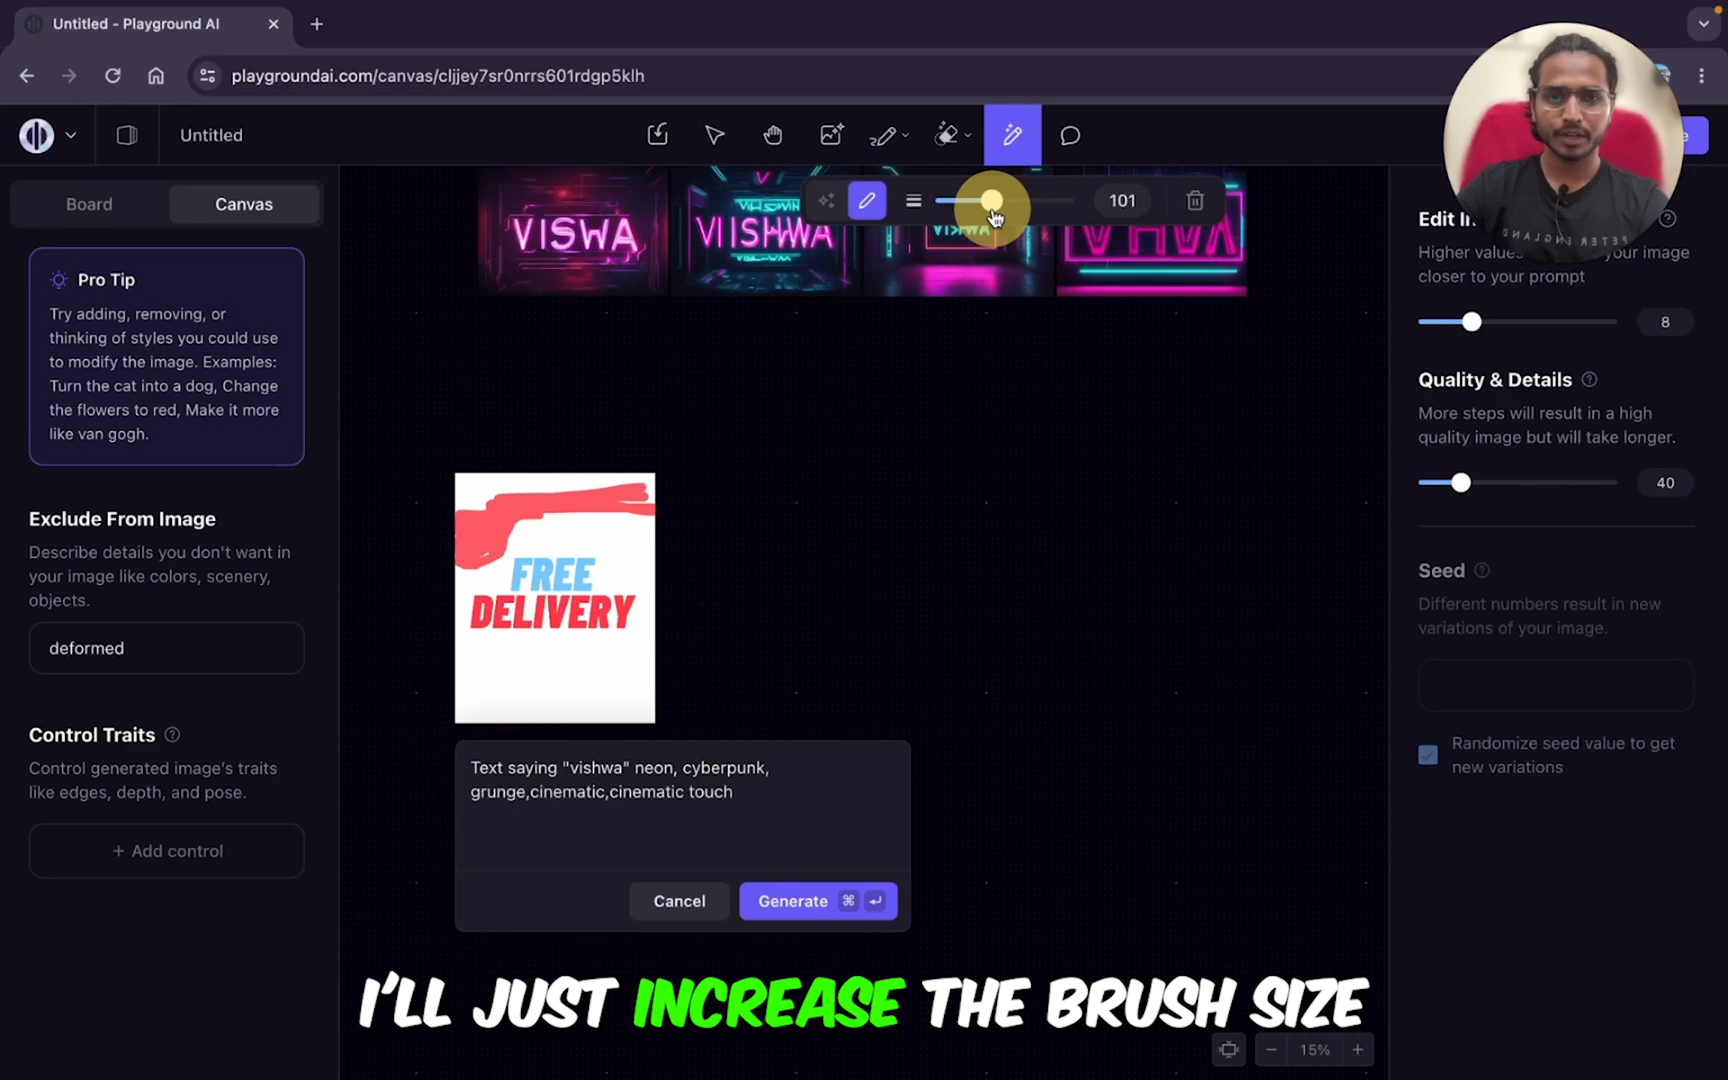 Untitled - Playground AI
playgroundai.com/canvas/cljjey7sr0nrrs601rdgp5klh
Untitled
Board
Canvas
Pro Tip
Try adding, removing, or
thinking of styles you could use
to modify the image. Examples:
Turn the cat into a dog, Change
the flowers to red, Make it more
like van gogh.
Exclude From Image
Describe details you don't want in
your image like colors, scenery,
objects.
deformed
Control Traits
Control generated image's traits
like edges, depth, and pose.
+ Add control
101
VISWA
VIISHWA
VHVA
FREE
DELIVERY
Text saying "vishwa" neon, cyberpunk,
grunge,cinematic,cinematic touch
Cancel
Generate
PETER ENGLAND
Edit
Higher values your image
closer to your prompt
8
Quality & Details
More steps will result in a high
quality image but will take longer.
40
Seed
Different numbers result in new
variations of your image.
Randomize seed value to get
new variations
I'LL JUST INCREASE THE BRUSH SIZE
15%